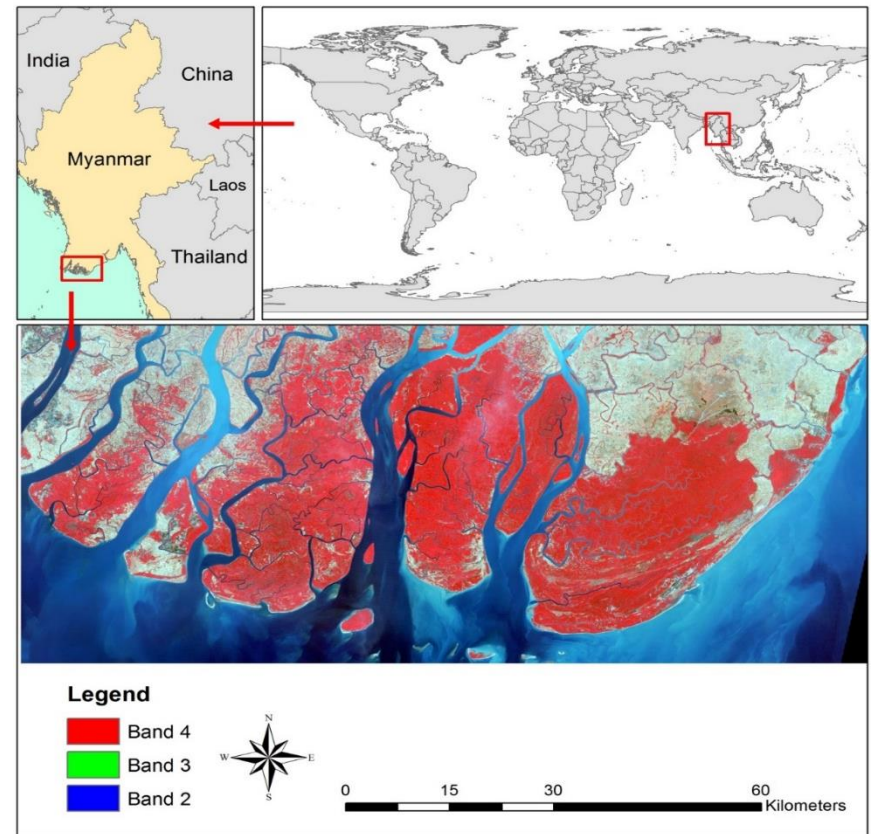 India
China
Myanmar
Laos
Thailand
Legend
Band 4
Band 3
Band 2
N
W E
S
0 15 30 60
Kilometers